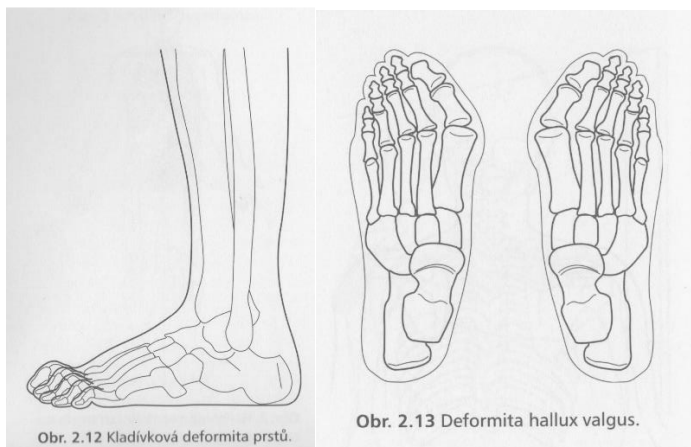 Obr. 2.12 Kladívková deformita prstů.
Obr. 2.13 Deformita hallux valgus.